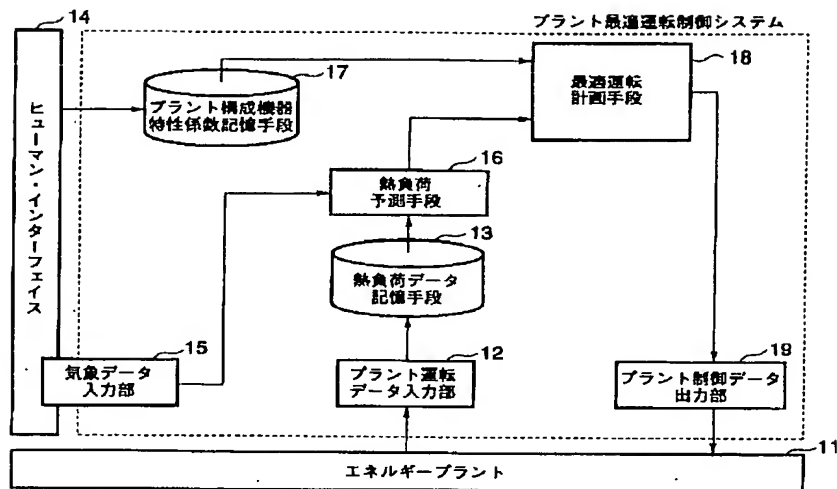 14
プラント最適運転制御システム
ヒューマン・インターフェイス
17
プラント構成機器
特性係数記憶手段
18
最適運転
計画手段
16
熱負荷
予測手段
13
熱負荷データ
記憶手段
15
気象データ
入力部
12
プラント運転
データ入力部
19
プラント制御データ
出力部
11
エネルギープラント